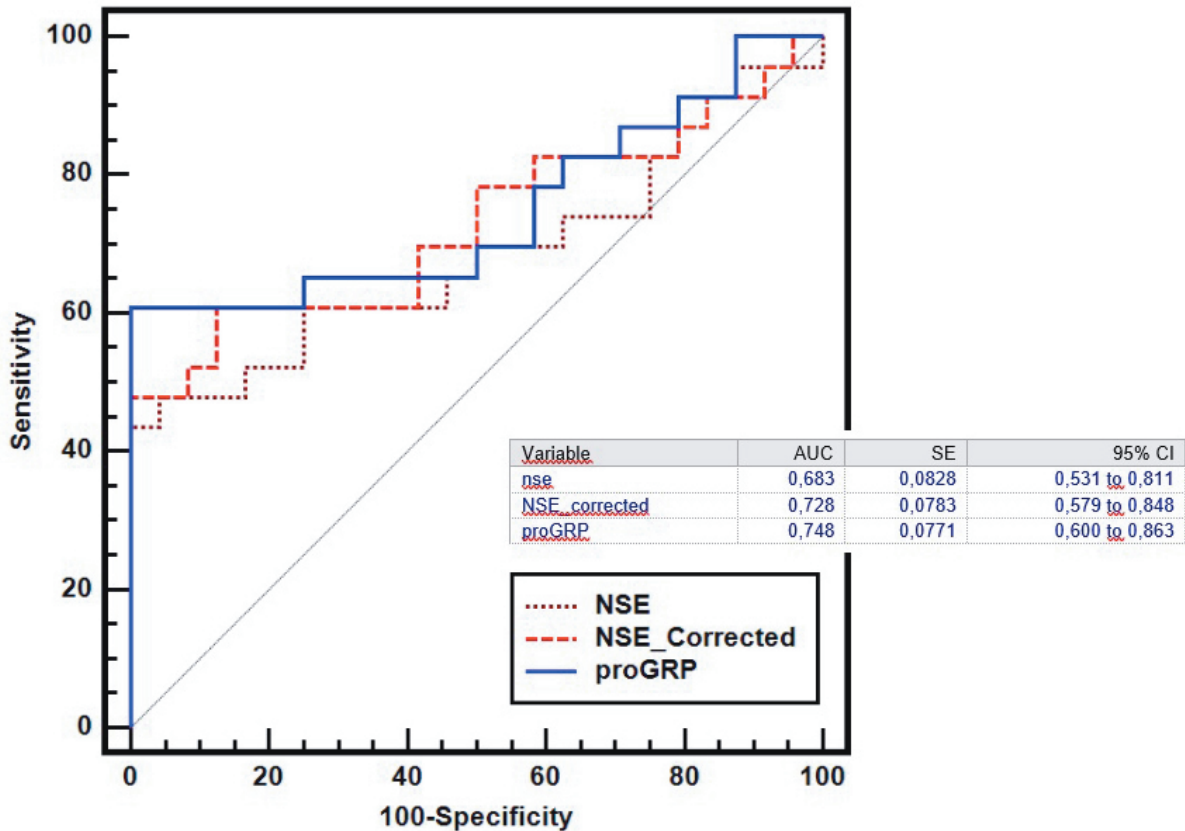 100
80
60
40
20
0
Sensitivity
Variable AUC SE 95% CI
nse 0,683 0,0828 0,531 to 0,811
NSE_corrected 0,728 0,0783 0,579 to 0,848
proGRP 0,748 0,0771 0,600 to 0,863
NSE
NSE_Corrected
proGRP
0 20 40 60 80 100
100-Specificity